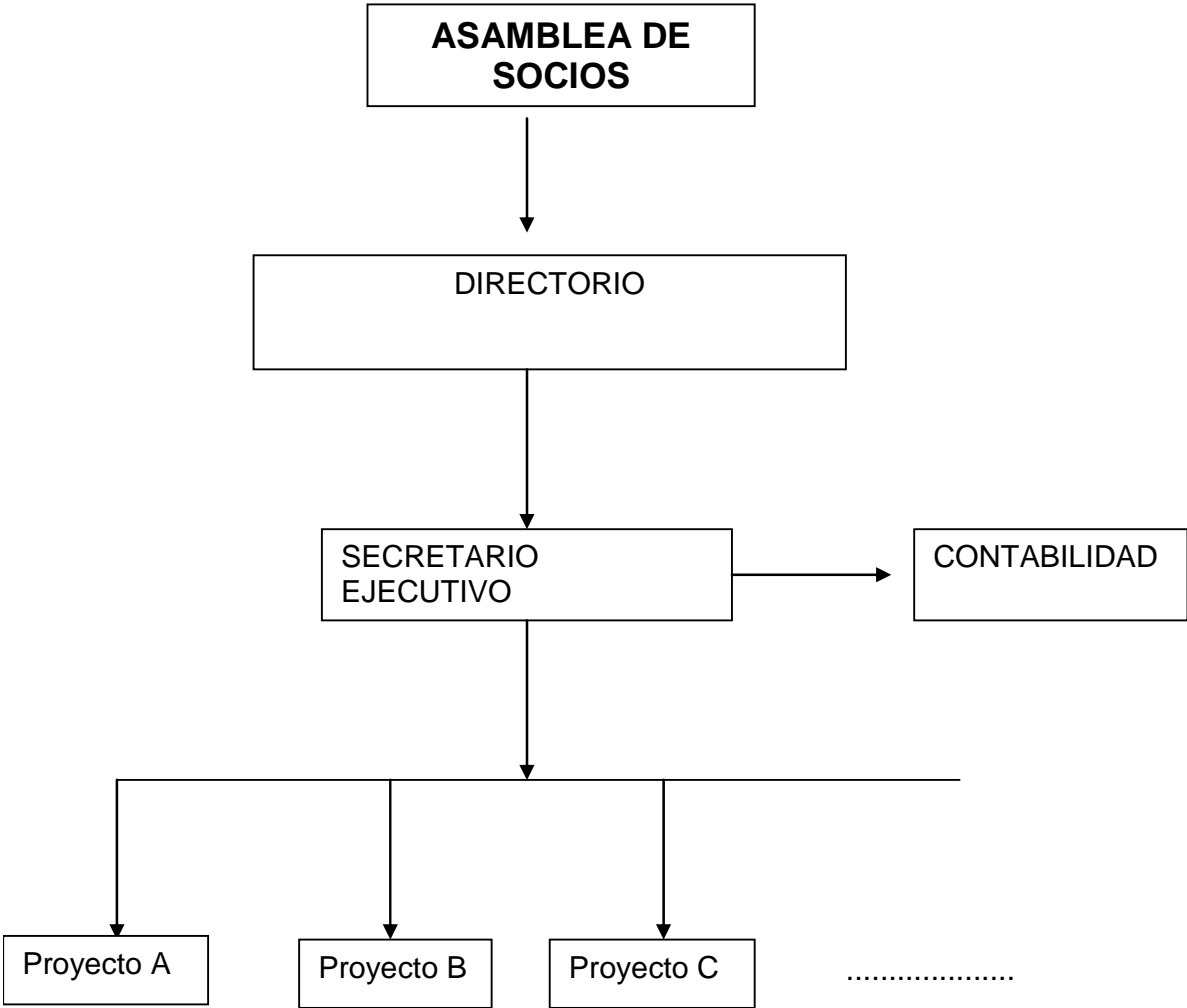 ASAMBLEA DE
SOCIOS
DIRECTORIO
SECRETARIO
EJECUTIVO
CONTABILIDAD
Proyecto A
Proyecto B
Proyecto C
....................